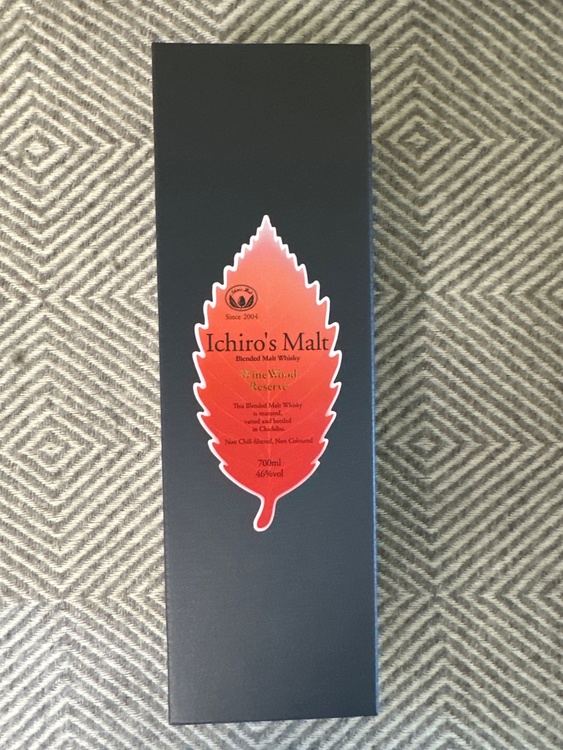 Since 2004
Ichiro's Malt
Blended Malt Whisky
Wine Wood
Reserve
This Blended Malt Whisky
is matured,
vatted and bottled
in Chichibu.
Non Chill-filtered, Non Coloured
700ml
46%vol